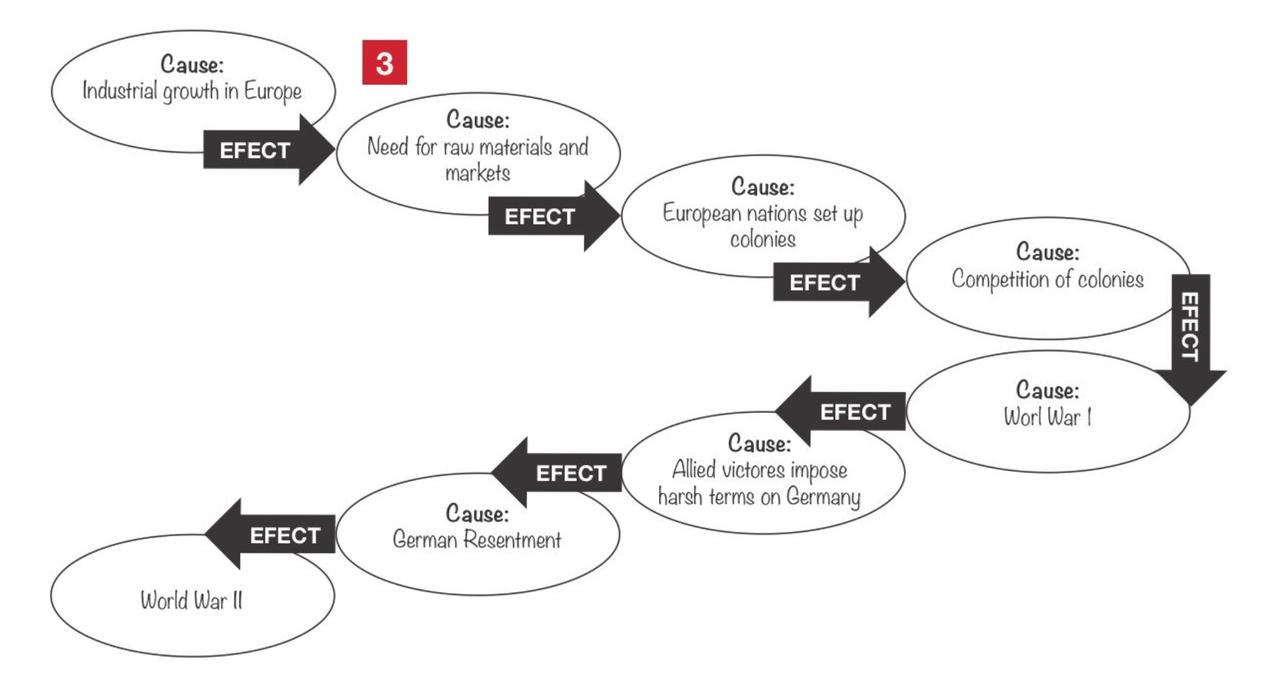 Cause:
Industrial growth in Europe
EFECT
3
Cause:
Need for raw materials and
markets
EFECT
Cause:
European nations set up
colonies
EFECT
Cause:
Competition of colonies
EFECT
Cause:
Worl War I
EFECT
Cause:
Allied victores impose
harsh terms on Germany
EFECT
Cause:
German Resentment
EFECT
World War II